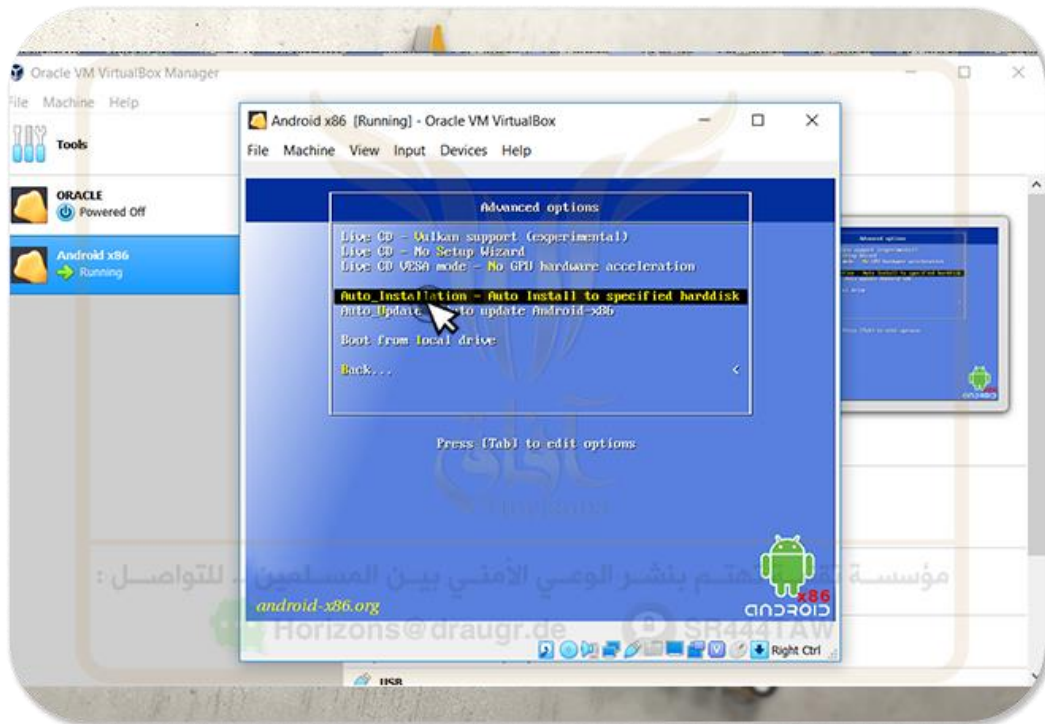 Oracle VM VirtualBox Manager
File Machine Help
Tools
ORACLE
Powered Off
Android x86
Running
Android x86 [Running] - Oracle VM VirtualBox
File Machine View Input Devices Help
Advanced options
Live CD - Vulkan support (experimental)
Live CD - No Setup Wizard
Live CD VESA mode - No GPU hardware acceleration
Auto_Installation - Auto Install to specified harddisk
Auto_Update - Auto update Android-x86
Boot from local drive
Back... <
Press [Tab] to edit options
آفاق
مؤسسة تقنية تهتم بنشر الوعي الأمني بين المسلمين .. للتواصل :
android-x86.org
x86
android
Horizons@draugr.de SR444TAW
Right Ctrl
USB